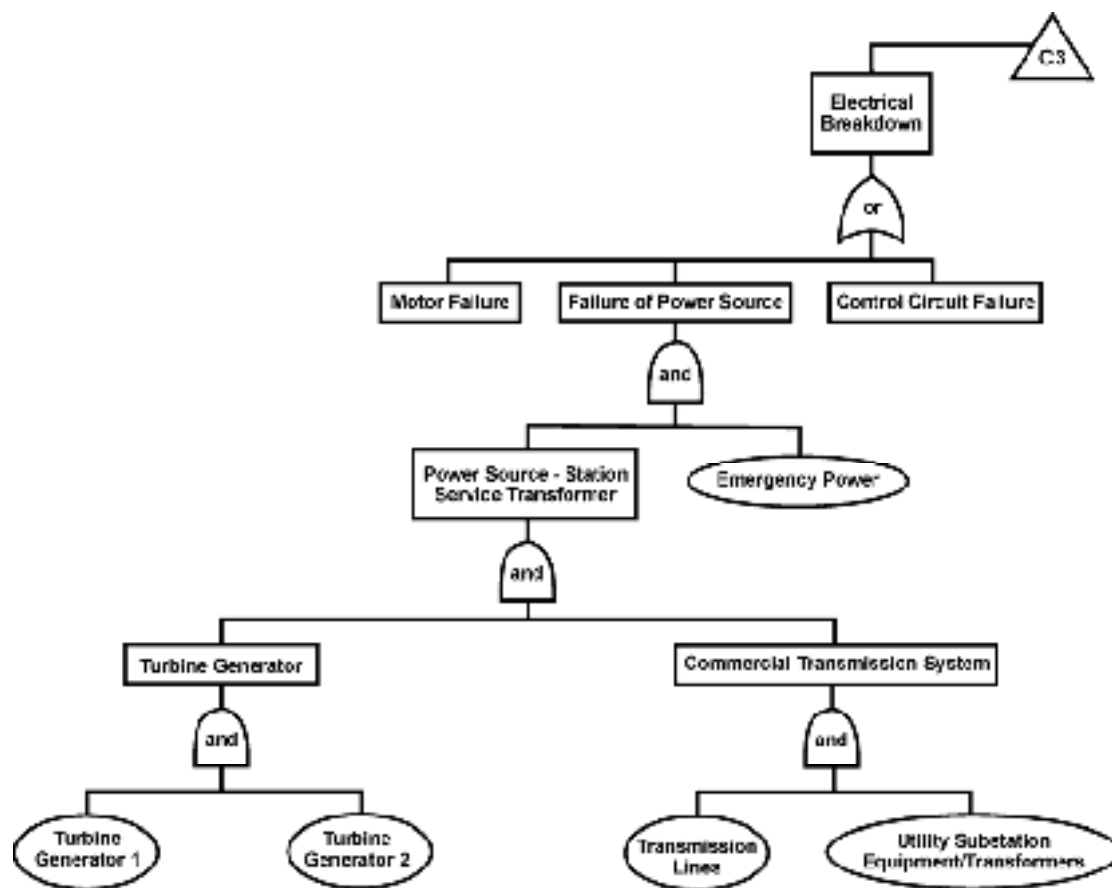 C3
Electrical
Breakdown
or
Motor Failure
Failure of Power Source
Control Circuit Failure
and
Power Source - Station
Service Transformer
Emergency Power
and
Turbine Generator
Commercial Transmission System
and
and
Turbine
Generator 1
Turbine
Generator 2
Transmission
Lines
Utility Substation
Equipment/Transformers